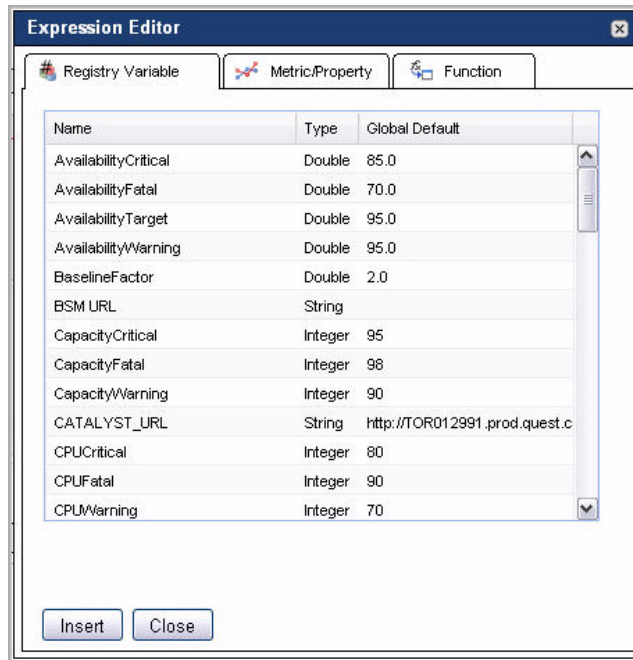 Expression Editor
Registry Variable Metric/Property Function
Name Type Global Default
AvailabilityCritical Double 85.0
AvailabilityFatal Double 70.0
AvailabilityTarget Double 95.0
AvailabilityWarning Double 95.0
BaselineFactor Double 2.0
BSM URL String
CapacityCritical Integer 95
CapacityFatal Integer 98
CapacityWarning Integer 90
CATALYST_URL String http://TOR012991.prod.quest.c
CPUCritical Integer 80
CPUFatal Integer 90
CPUWarning Integer 70
Insert Close